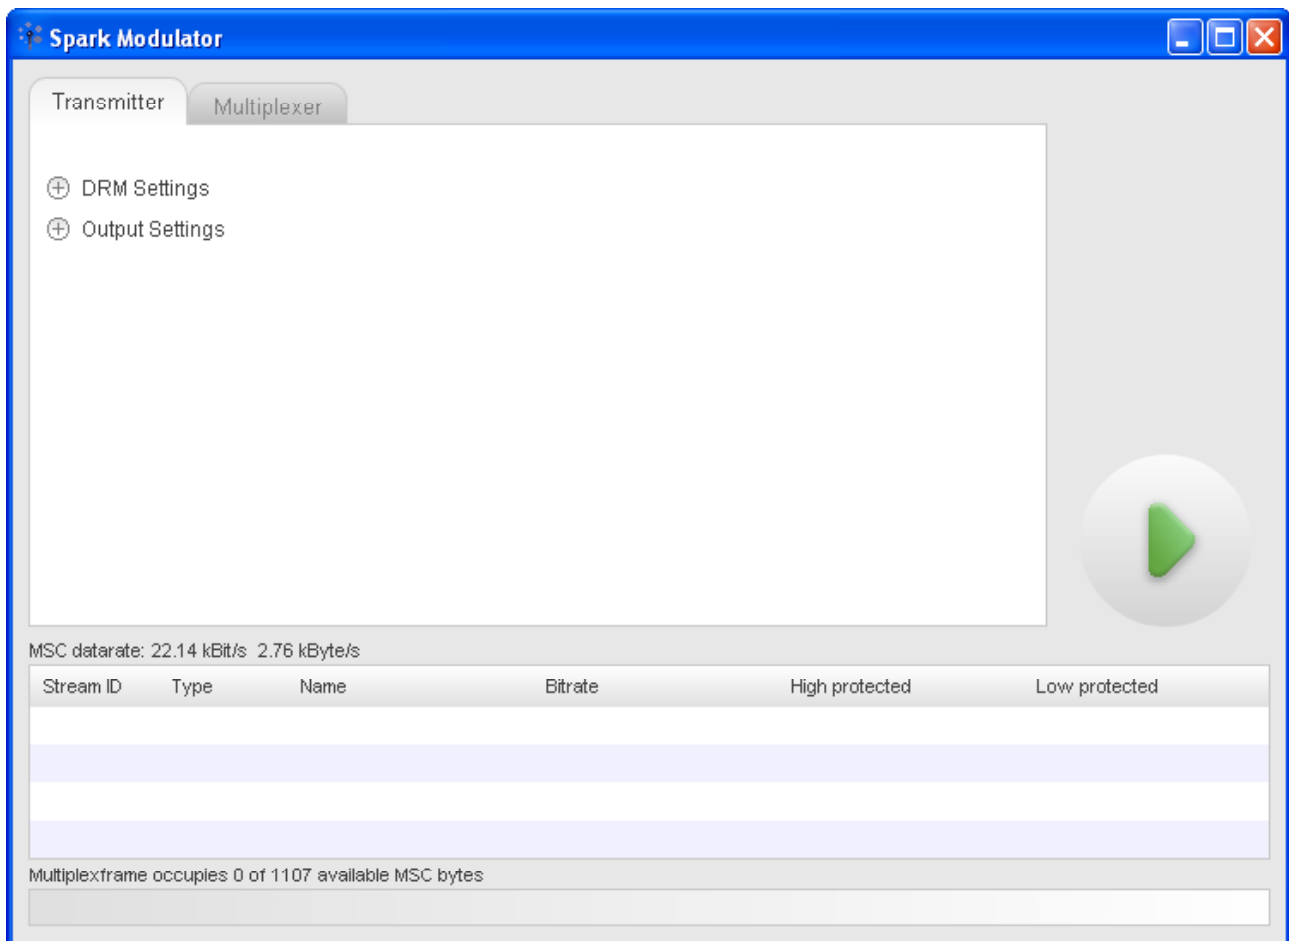 Spark Modulator
Transmitter Multiplexer
DRM Settings
Output Settings
MSC datarate: 22.14 kBit/s 2.76 kByte/s
Stream ID Type Name Bitrate High protected Low protected
Multiplexframe occupies 0 of 1107 available MSC bytes